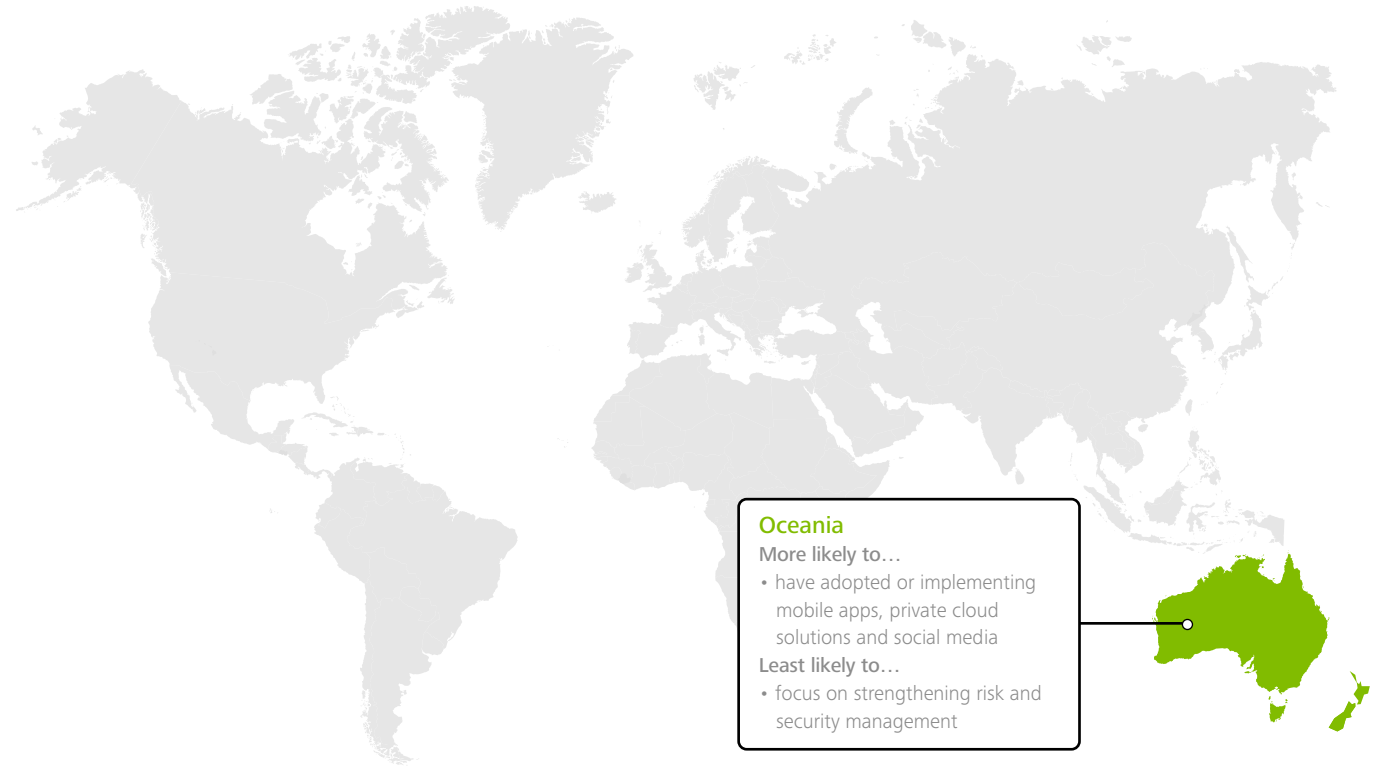 Oceania
More likely to…
• have adopted or implementing
mobile apps, private cloud
solutions and social media
Least likely to…
• focus on strengthening risk and
security management